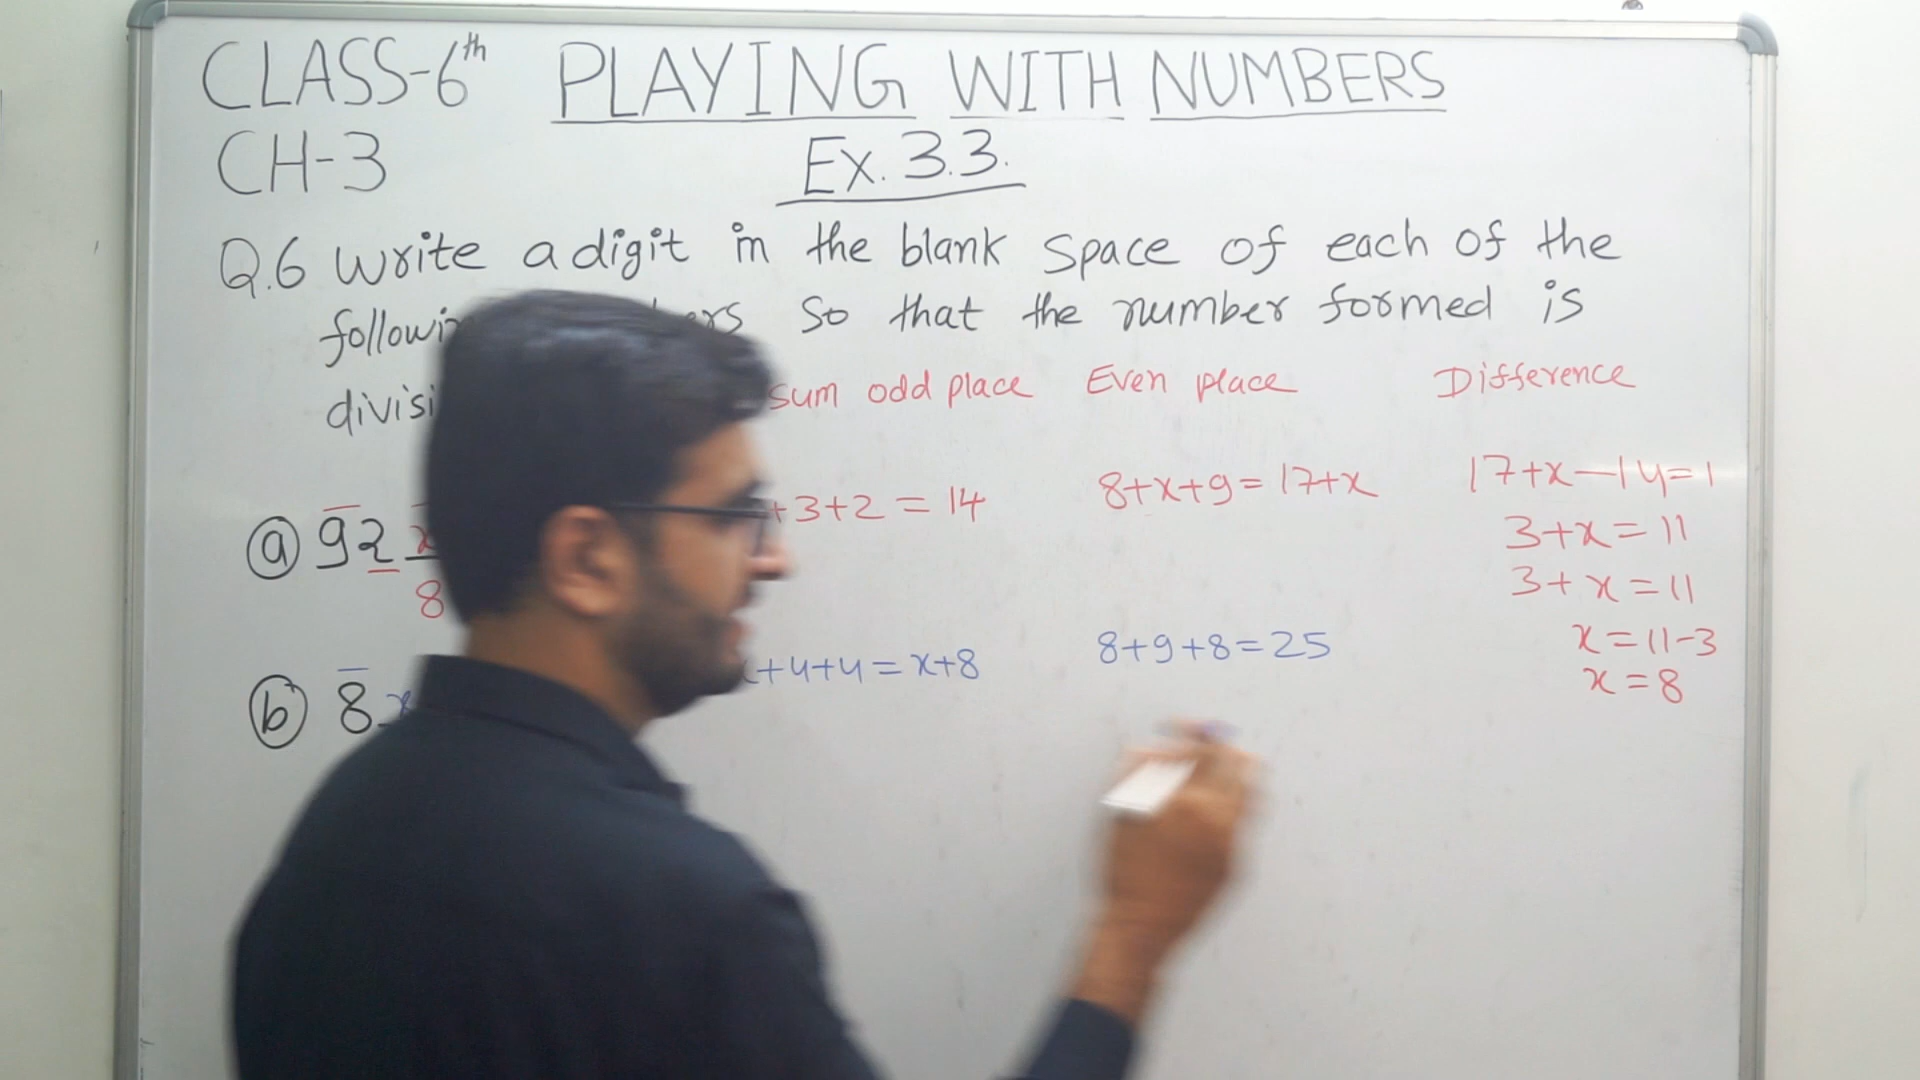 CLASS-6th PLAYING WITH NUMBERS
CH-3 Ex. 3.3.
Q.6 Write a digit in the blank space of each of the
so that the number formed is
Sum odd place Even place Difference
(a) 92 +3+2 = 14 8+x+9=17+x 17+x-14=1
8 3+x=11
3+x=11
(b) 8 +4+4=x+8 8+9+8=25 x=11-3
x=8